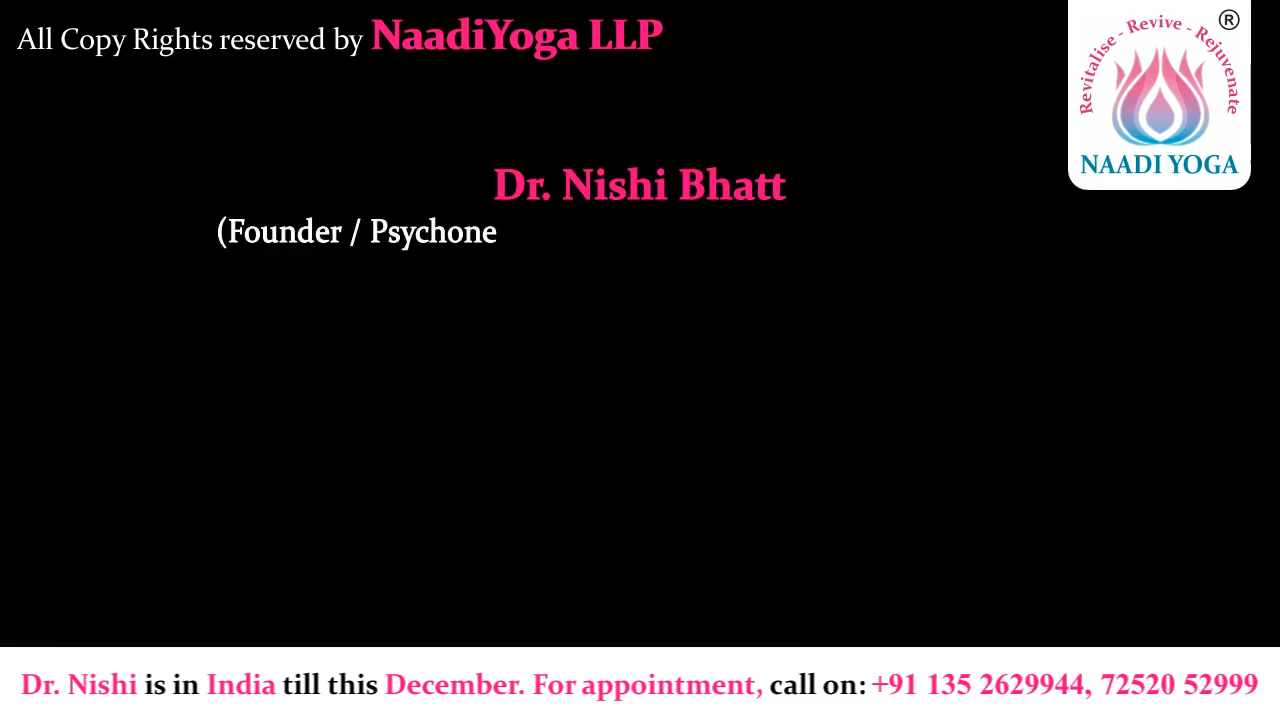 All Copy Rights reserved by NaadiYoga LLP
®
Revitalise - Revive - Rejuvenate
NAADI YOGA
Dr. Nishi Bhatt
(Founder / Psychone
Dr. Nishi is in India till this December. For appointment, call on: +91 135 2629944, 72520 52999